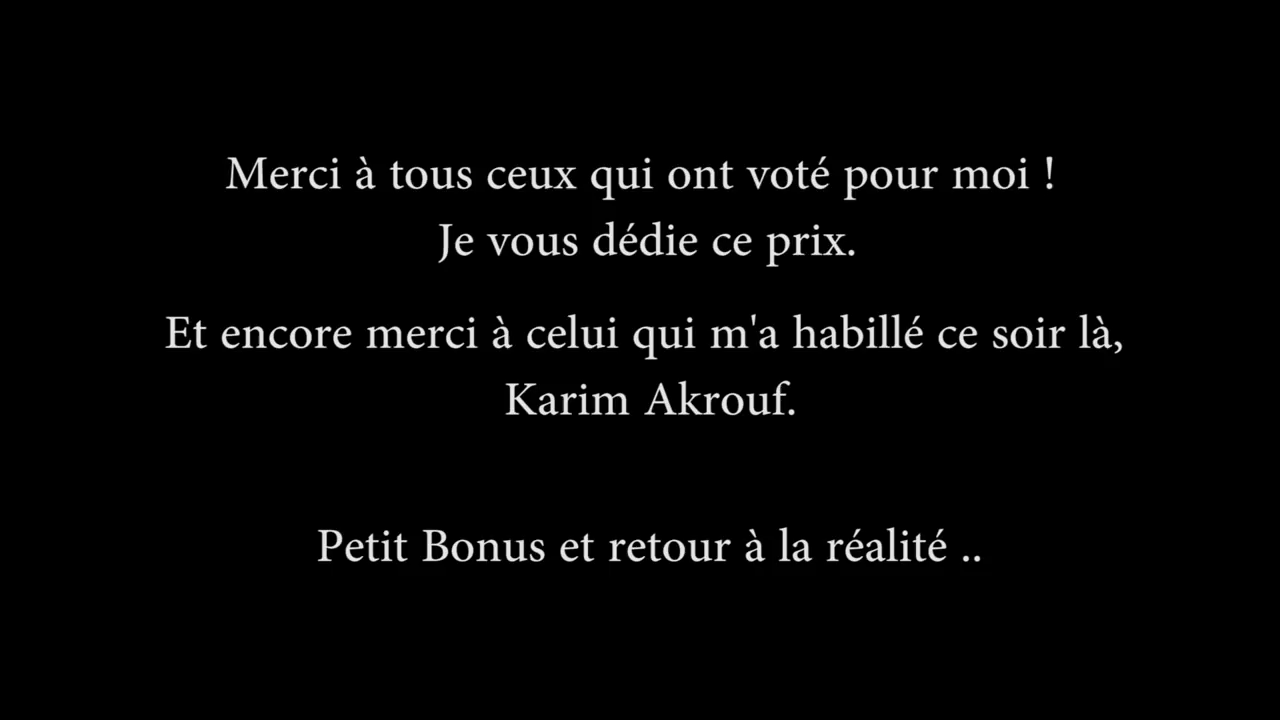 Merci à tous ceux qui ont voté pour moi !
Je vous dédie ce prix.
Et encore merci à celui qui m'a habillé ce soir là,
Karim Akrouf.
Petit Bonus et retour à la réalité ..